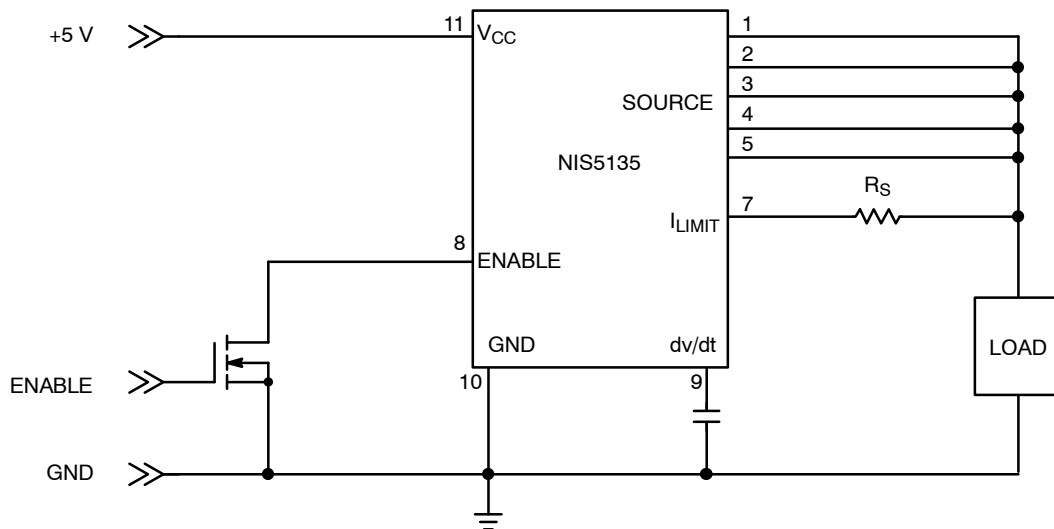 +5 V
11
V_CC
1
2
3
SOURCE
4
5
NIS5135
R_S
7
I_LIMIT
8
ENABLE
GND
dv/dt
LOAD
ENABLE
10
9
GND